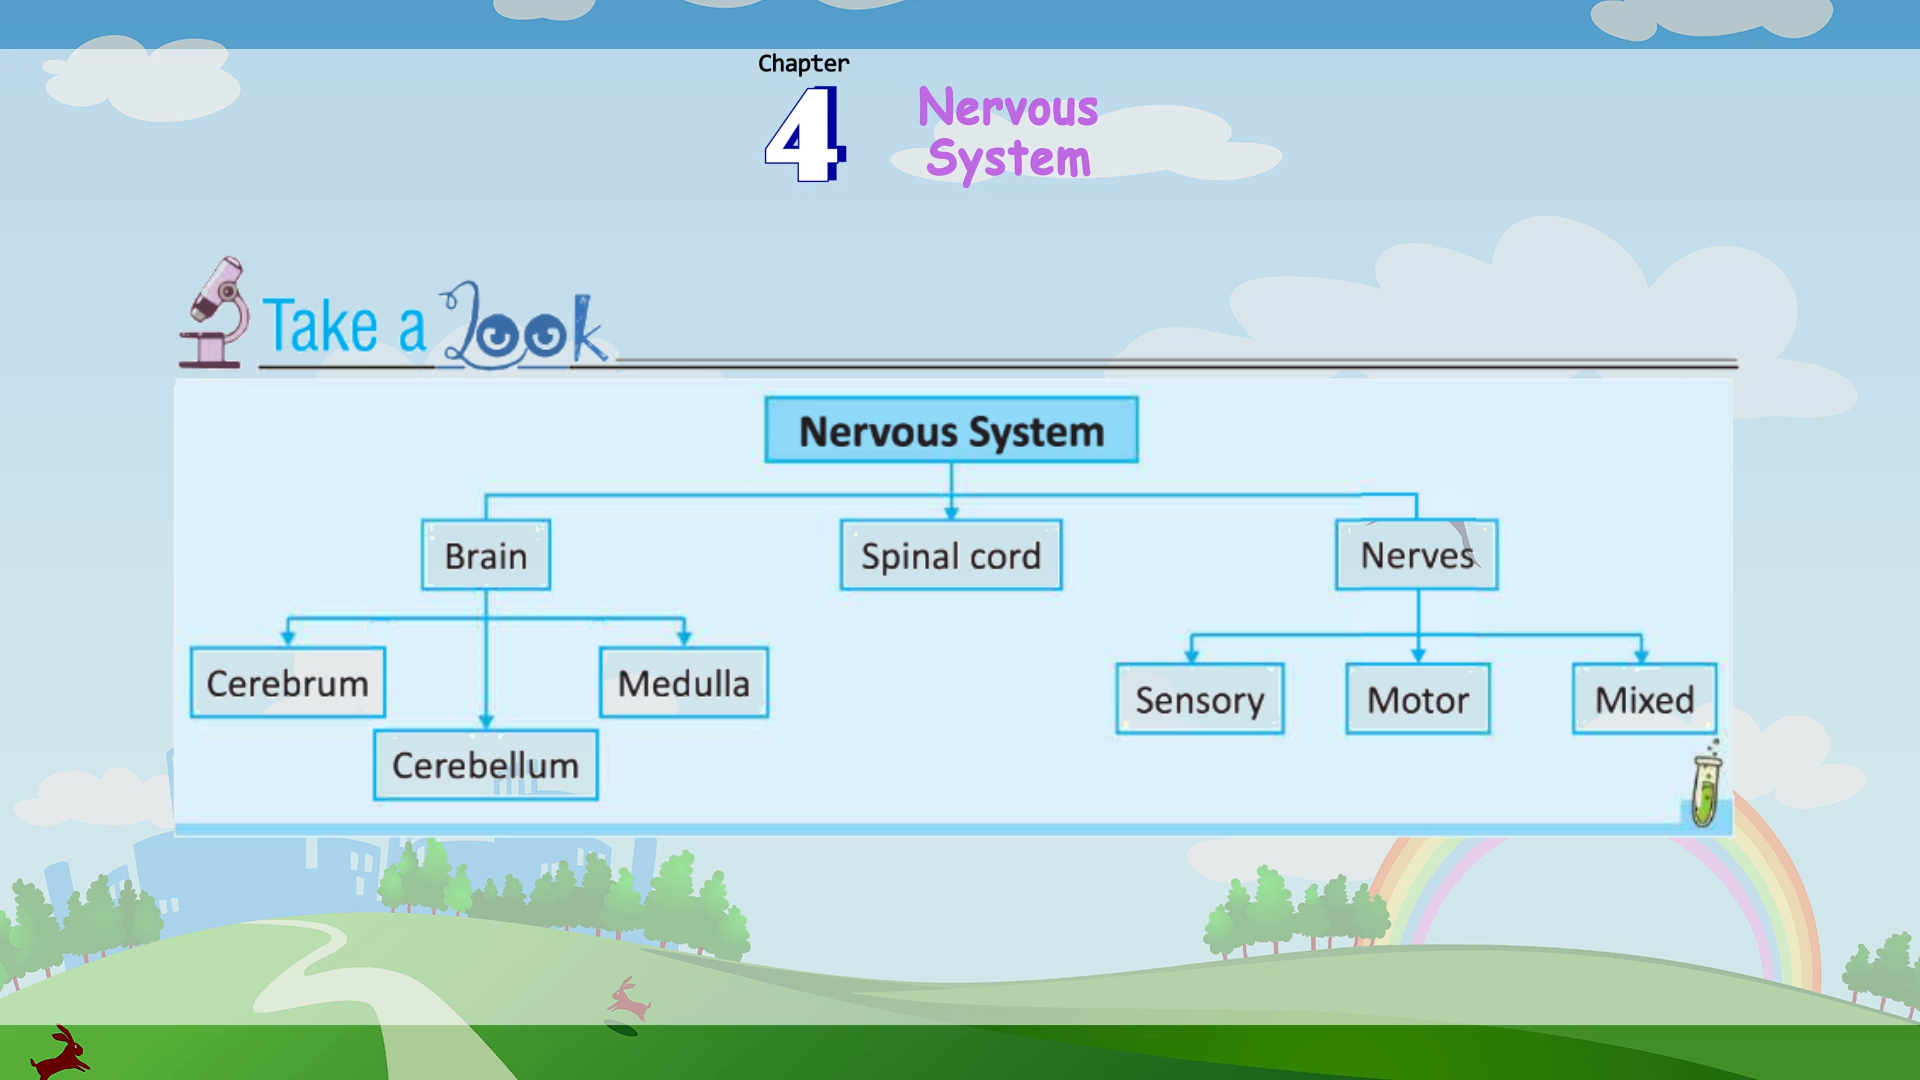 Chapter
4
Nervous
System
Take a Look
Nervous System
Brain
Spinal cord
Nerves
Cerebrum
Medulla
Cerebellum
Sensory
Motor
Mixed